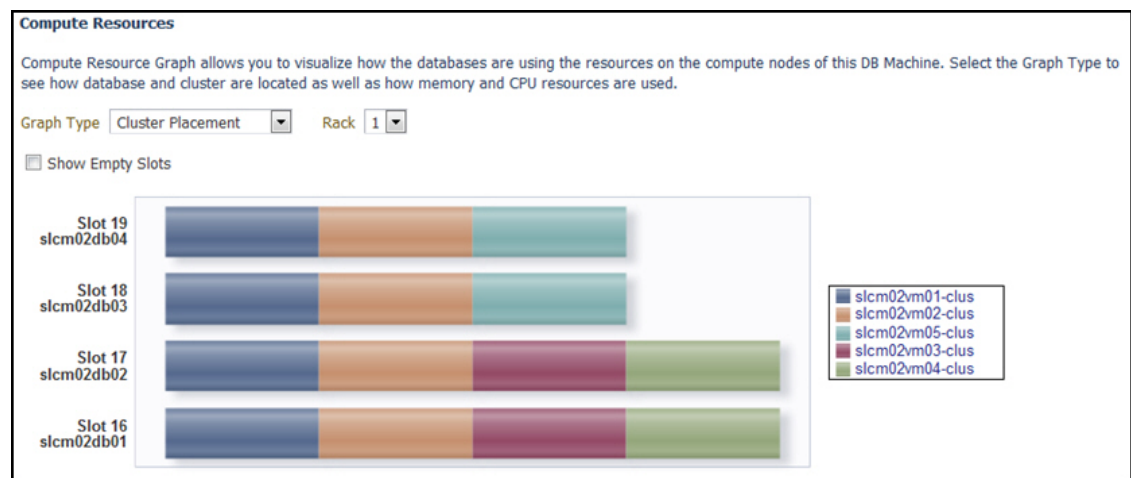 Compute Resources
Compute Resource Graph allows you to visualize how the databases are using the resources on the compute nodes of this DB Machine. Select the Graph Type to
see how database and cluster are located as well as how memory and CPU resources are used.
Graph Type Cluster Placement Rack 1
Show Empty Slots
Slot 19
slcm02db04
Slot 18
slcm02db03
Slot 17
slcm02db02
Slot 16
slcm02db01
slcm02vm01-clus
slcm02vm02-clus
slcm02vm05-clus
slcm02vm03-clus
slcm02vm04-clus